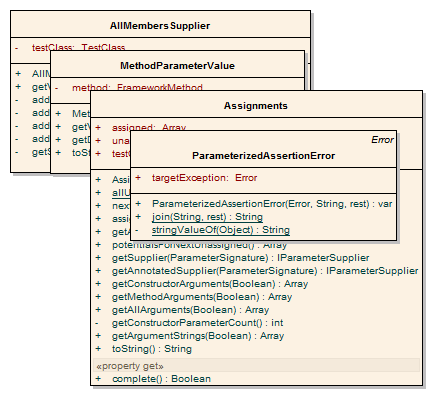 AllMembersSupplier
- testClass: TestClass
+ AllM
+ getV
- add
- add
- add
- add
- getS
MethodParameterValue
- method: FrameworkMethod
+ Met
+ getV
+ getD
+ toSt
Assignments
+ assigned: Array
+ una
+ test
+ Assi
+ allU
+ nex
+ assi
+ getA
+ potentialsForNextUnassigned() : Array
+ getSupplier(ParameterSignature) : IParameterSupplier
+ getAnnotatedSupplier(ParameterSignature) : IParameterSupplier
+ getConstructorArguments(Boolean) : Array
+ getMethodArguments(Boolean) : Array
+ getAllArguments(Boolean) : Array
- getConstructorParameterCount() : int
+ getArgumentStrings(Boolean) : Array
+ toString() : String
«property get»
+ complete() : Boolean
Error
ParameterizedAssertionError
+ targetException: Error
+ ParameterizedAssertionError(Error, String, rest) : var
+ join(String, rest) : String
- stringValueOf(Object) : String